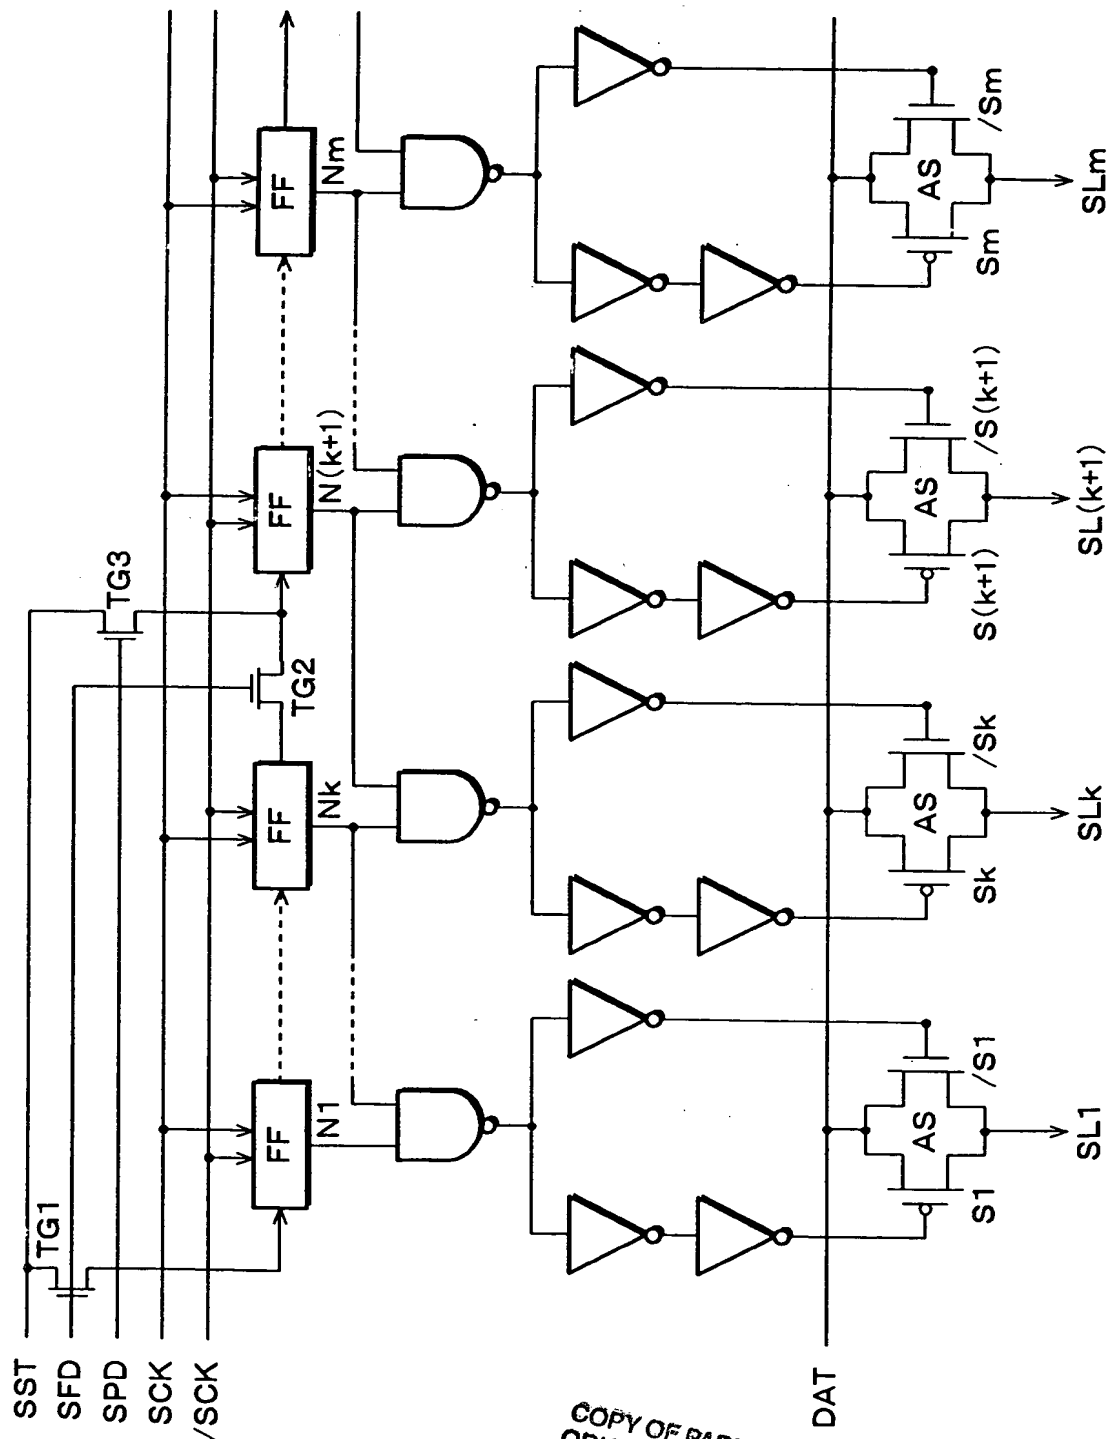 SST
SFD
SPD
SCK
/SCK
TG1
TG2
TG3
FF
FF
FF
FF
N1
Nk
N(k+1)
Nm
DAT
S1
AS
/S1
Sk
AS
/Sk
S(k+1)
AS
/S(k+1)
Sm
AS
/Sm
SL1
SLk
SL(k+1)
SLm
COPY OF